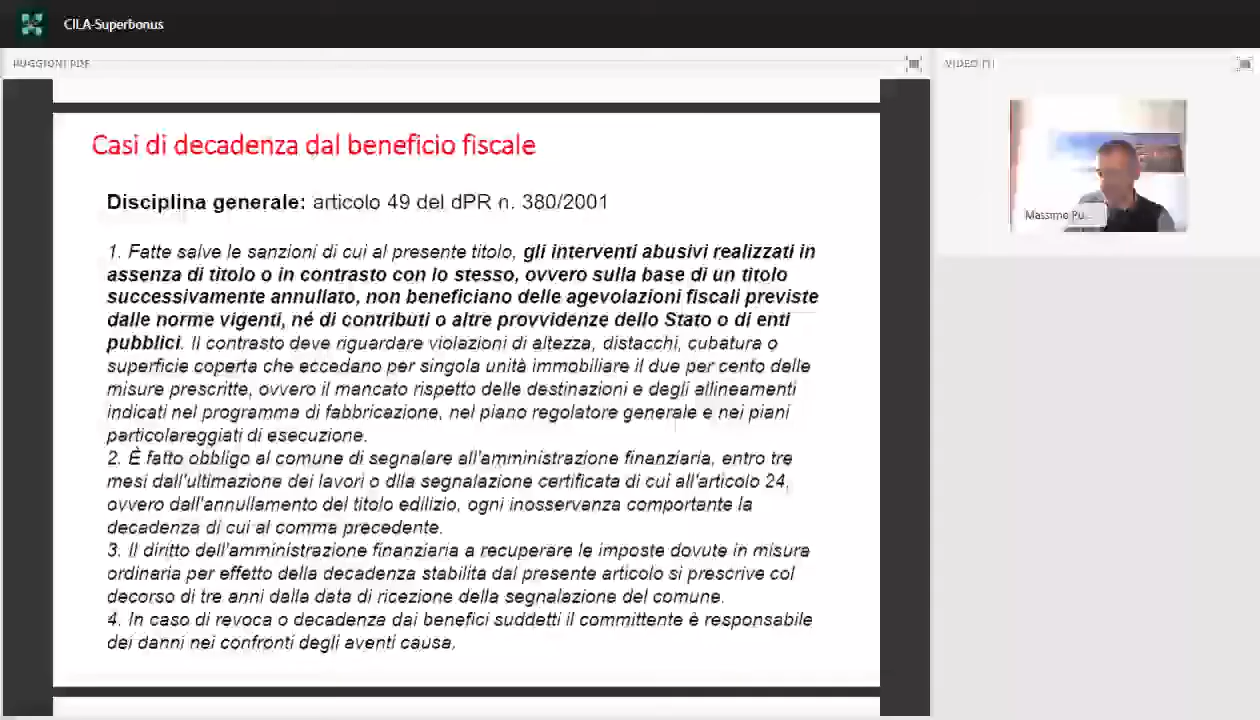 CILA-Superbonus
RUGGIONI PDF
VIDEO
Casi di decadenza dal beneficio fiscale
Disciplina generale: articolo 49 del dPR n. 380/2001
1. Fatte salve le sanzioni di cui al presente titolo, gli interventi abusivi realizzati in
assenza di titolo o in contrasto con lo stesso, ovvero sulla base di un titolo
successivamente annullato, non beneficiano delle agevolazioni fiscali previste
dalle norme vigenti, né di contributi o altre provvidenze dello Stato o di enti
pubblici. Il contrasto deve riguardare violazioni di altezza, distacchi, cubatura o
superficie coperta che eccedano per singola unità immobiliare il due per cento delle
misure prescritte, ovvero il mancato rispetto delle destinazioni e degli allineamenti
indicati nel programma di fabbricazione, nel piano regolatore generale e nei piani
particolareggiati di esecuzione.
2. È fatto obbligo al comune di segnalare all'amministrazione finanziaria, entro tre
mesi dall'ultimazione dei lavori o dlla segnalazione certificata di cui all'articolo 24,
ovvero dall'annullamento del titolo edilizio, ogni inosservanza comportante la
decadenza di cui al comma precedente.
3. Il diritto dell'amministrazione finanziaria a recuperare le imposte dovute in misura
ordinaria per effetto della decadenza stabilita dal presente articolo si prescrive col
decorso di tre anni dalla data di ricezione della segnalazione del comune.
4. In caso di revoca o decadenza dai benefici suddetti il committente è responsabile
dei danni nei confronti degli aventi causa.
Massimo Pu...